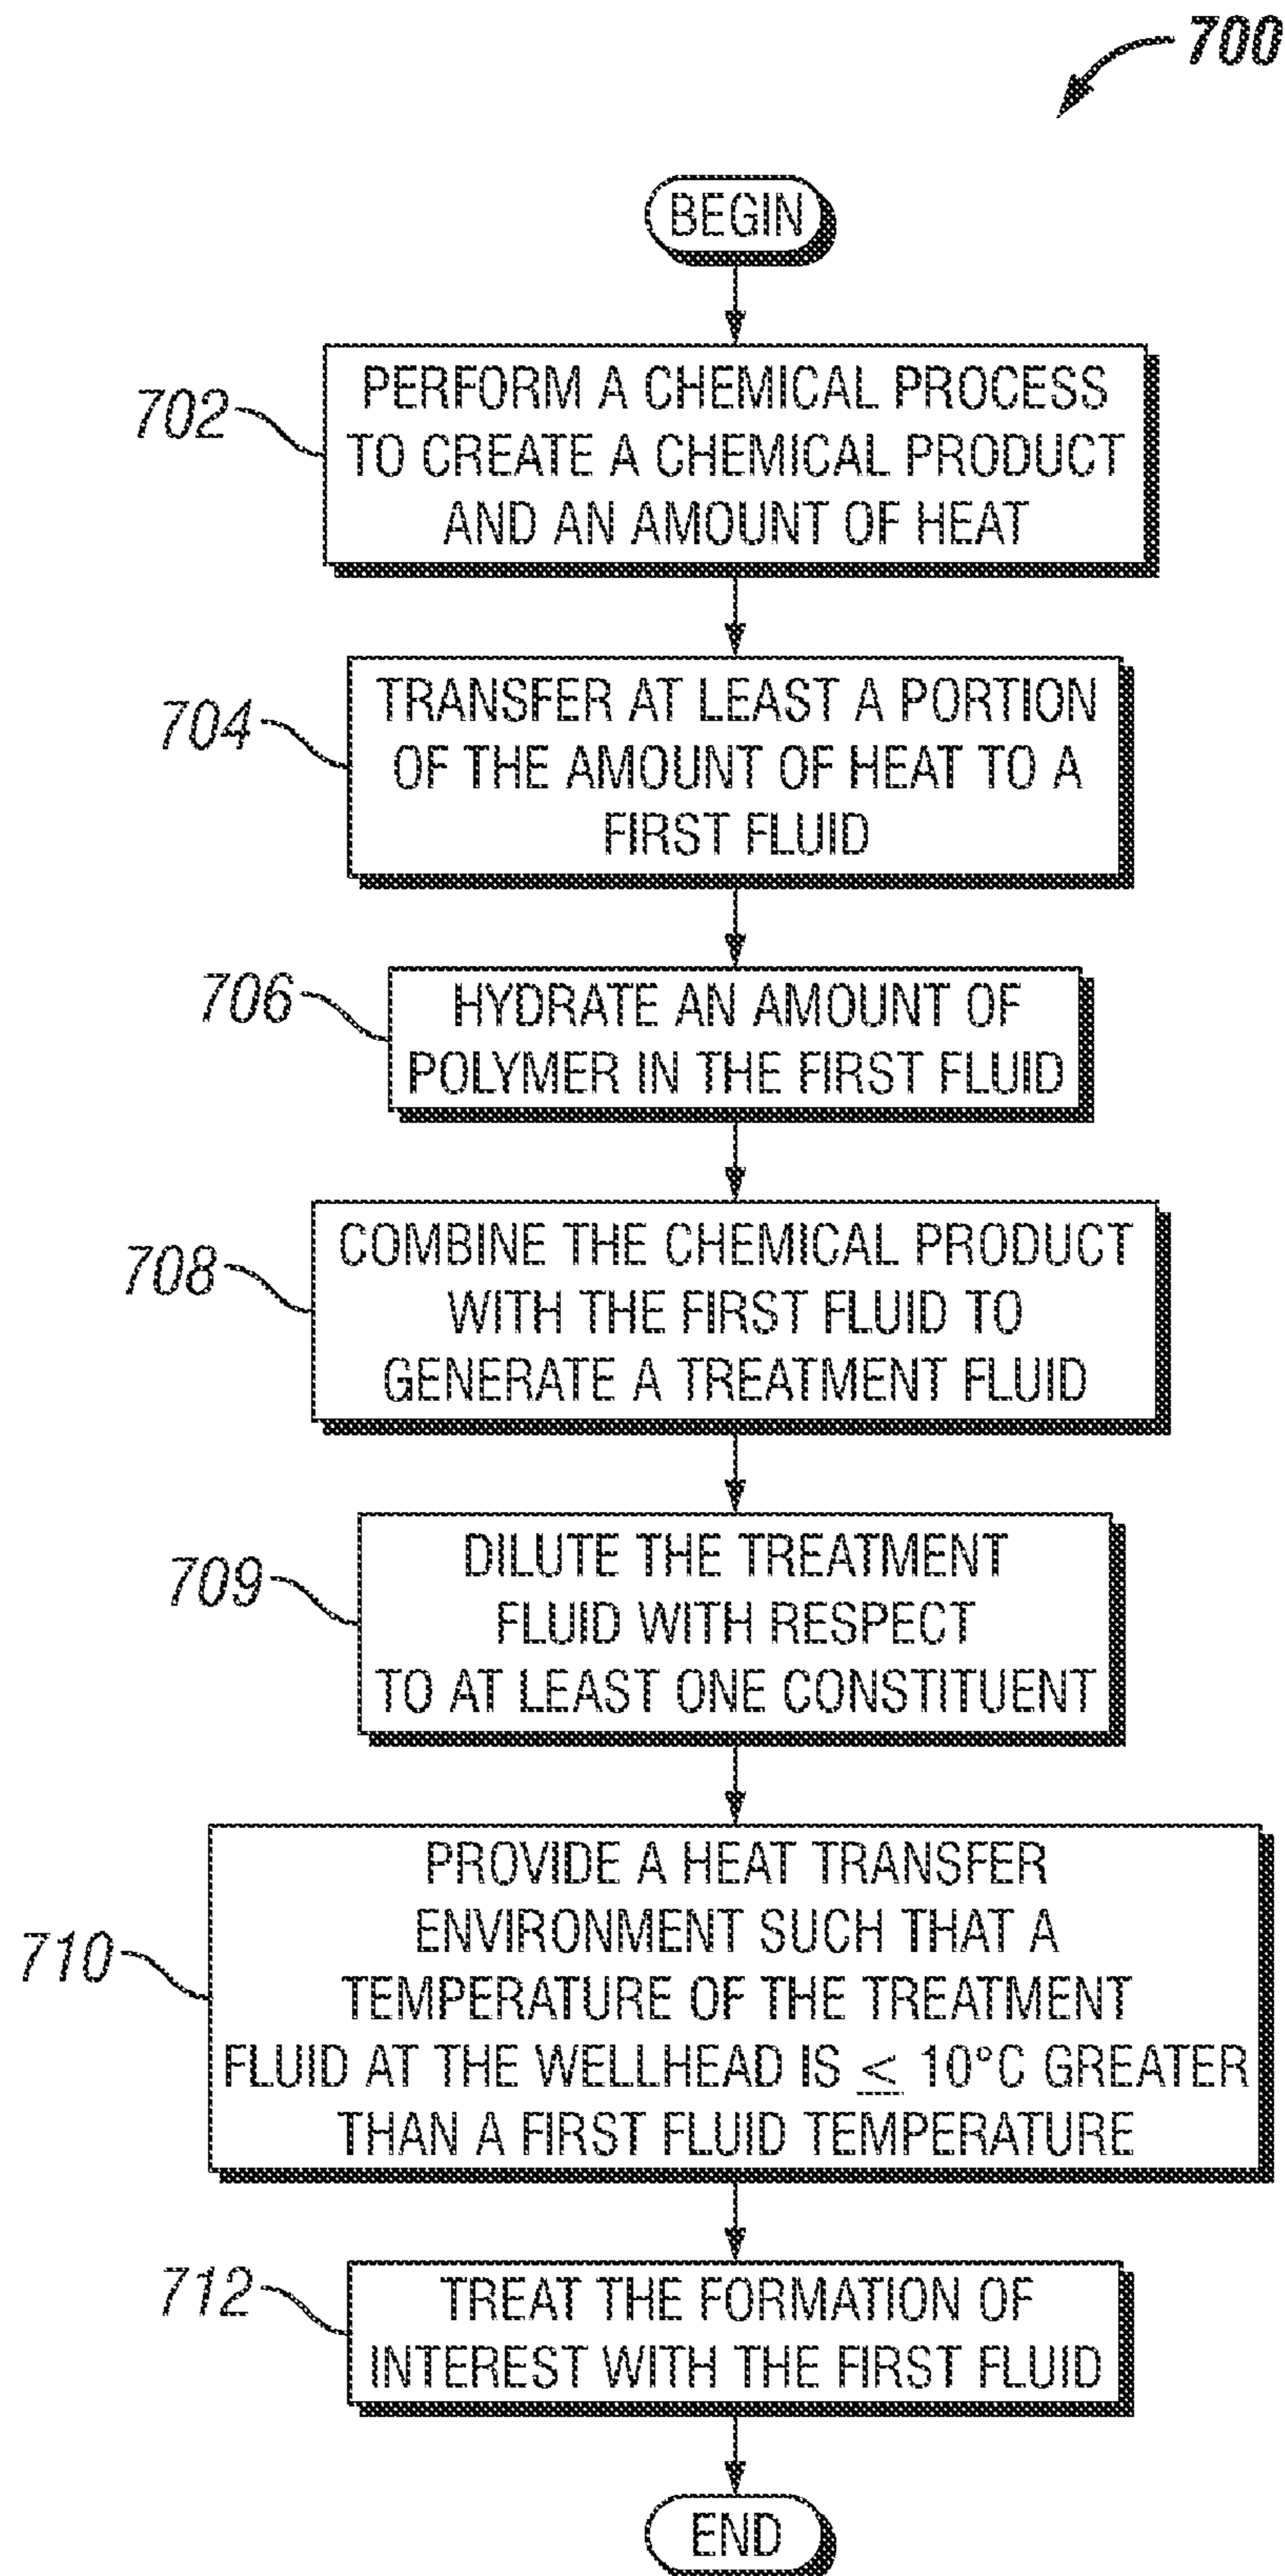 700
BEGIN
702
PERFORM A CHEMICAL PROCESS
TO CREATE A CHEMICAL PRODUCT
AND AN AMOUNT OF HEAT
704
TRANSFER AT LEAST A PORTION
OF THE AMOUNT OF HEAT TO A
FIRST FLUID
706
HYDRATE AN AMOUNT OF
POLYMER IN THE FIRST FLUID
708
COMBINE THE CHEMICAL PRODUCT
WITH THE FIRST FLUID TO
GENERATE A TREATMENT FLUID
709
DILUTE THE TREATMENT
FLUID WITH RESPECT
TO AT LEAST ONE CONSTITUENT
710
PROVIDE A HEAT TRANSFER
ENVIRONMENT SUCH THAT A
TEMPERATURE OF THE TREATMENT
FLUID AT THE WELLHEAD IS ≤ 10°C GREATER
THAN A FIRST FLUID TEMPERATURE
712
TREAT THE FORMATION OF
INTEREST WITH THE FIRST FLUID
END